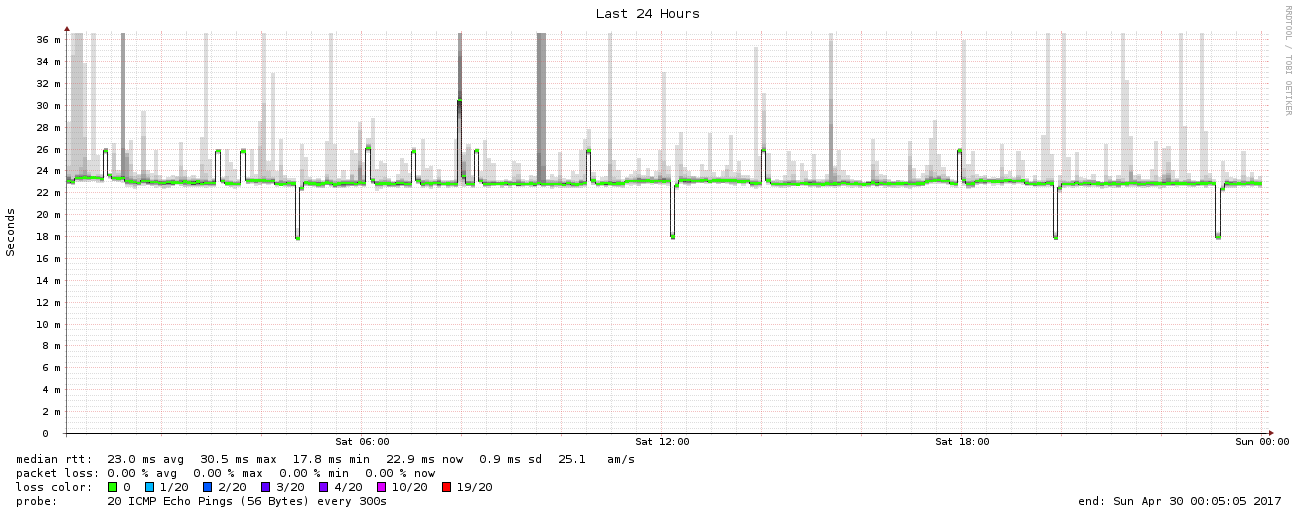 Last 24 Hours
RRDTOOL / TOBI OETIKER
Seconds
36 m
34 m
32 m
30 m
28 m
26 m
24 m
22 m
20 m
18 m
16 m
14 m
12 m
10 m
8 m
6 m
4 m
2 m
0
Sat 06:00 Sat 12:00 Sat 18:00 Sun 00:00
median rtt: 23.0 ms avg 30.5 ms max 17.8 ms min 22.9 ms now 0.9 ms sd 25.1 am/s
packet loss: 0.00 % avg 0.00 % max 0.00 % min 0.00 % now
loss color: 0 1/20 2/20 3/20 4/20 10/20 19/20
probe: 20 ICMP Echo Pings (56 Bytes) every 300s end: Sun Apr 30 00:05:05 2017